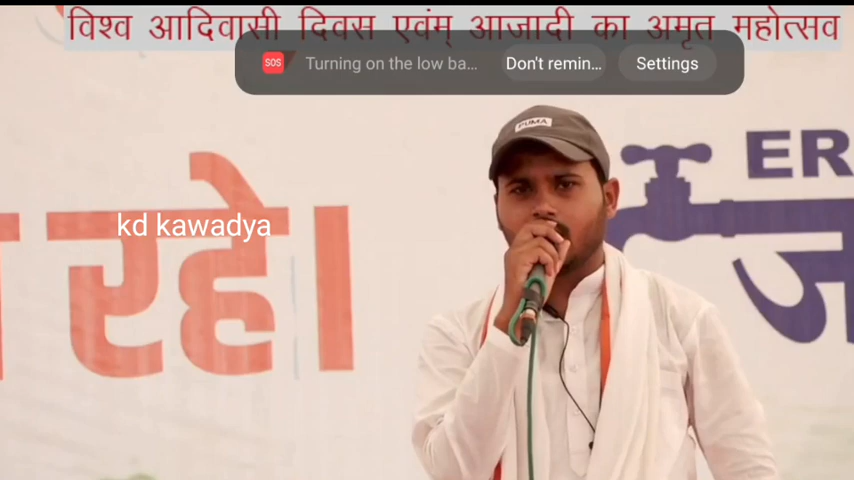 विश्व आदिवासी दिवस एवंम् आजादी का अमृत महोत्सव
SOS Turning on the low ba... Don't remin... Settings
PUMA
ER
रहे।
kd kawadya